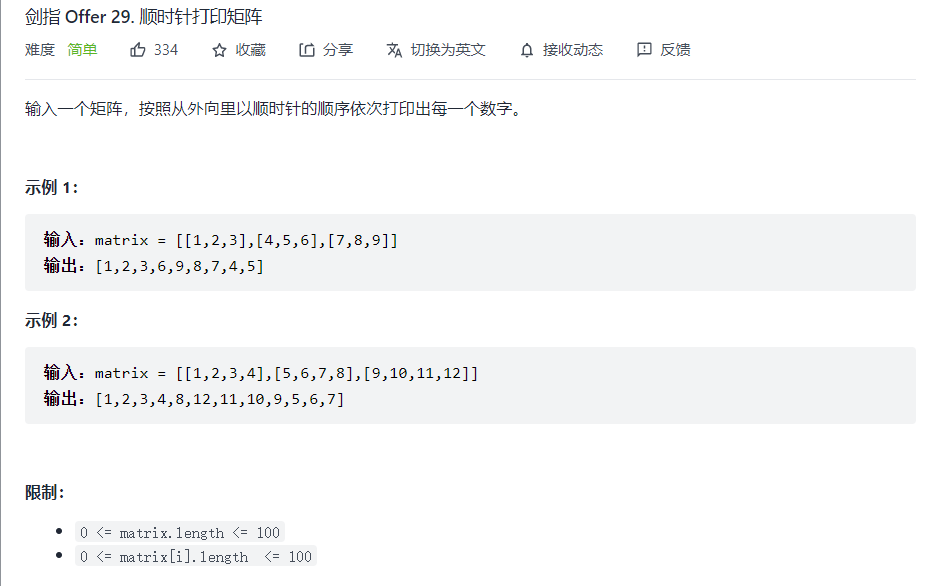 剑指 Offer 29. 顺时针打印矩阵
难度 简单 334 收藏 分享 切换为英文 接收动态 反馈
输入一个矩阵，按照从外向里以顺时针的顺序依次打印出每一个数字。
示例 1：
输入：matrix = [[1,2,3],[4,5,6],[7,8,9]]
输出：[1,2,3,6,9,8,7,4,5]
示例 2：
输入：matrix = [[1,2,3,4],[5,6,7,8],[9,10,11,12]]
输出：[1,2,3,4,8,12,11,10,9,5,6,7]
限制：
• 0 <= matrix.length <= 100
• 0 <= matrix[i].length <= 100